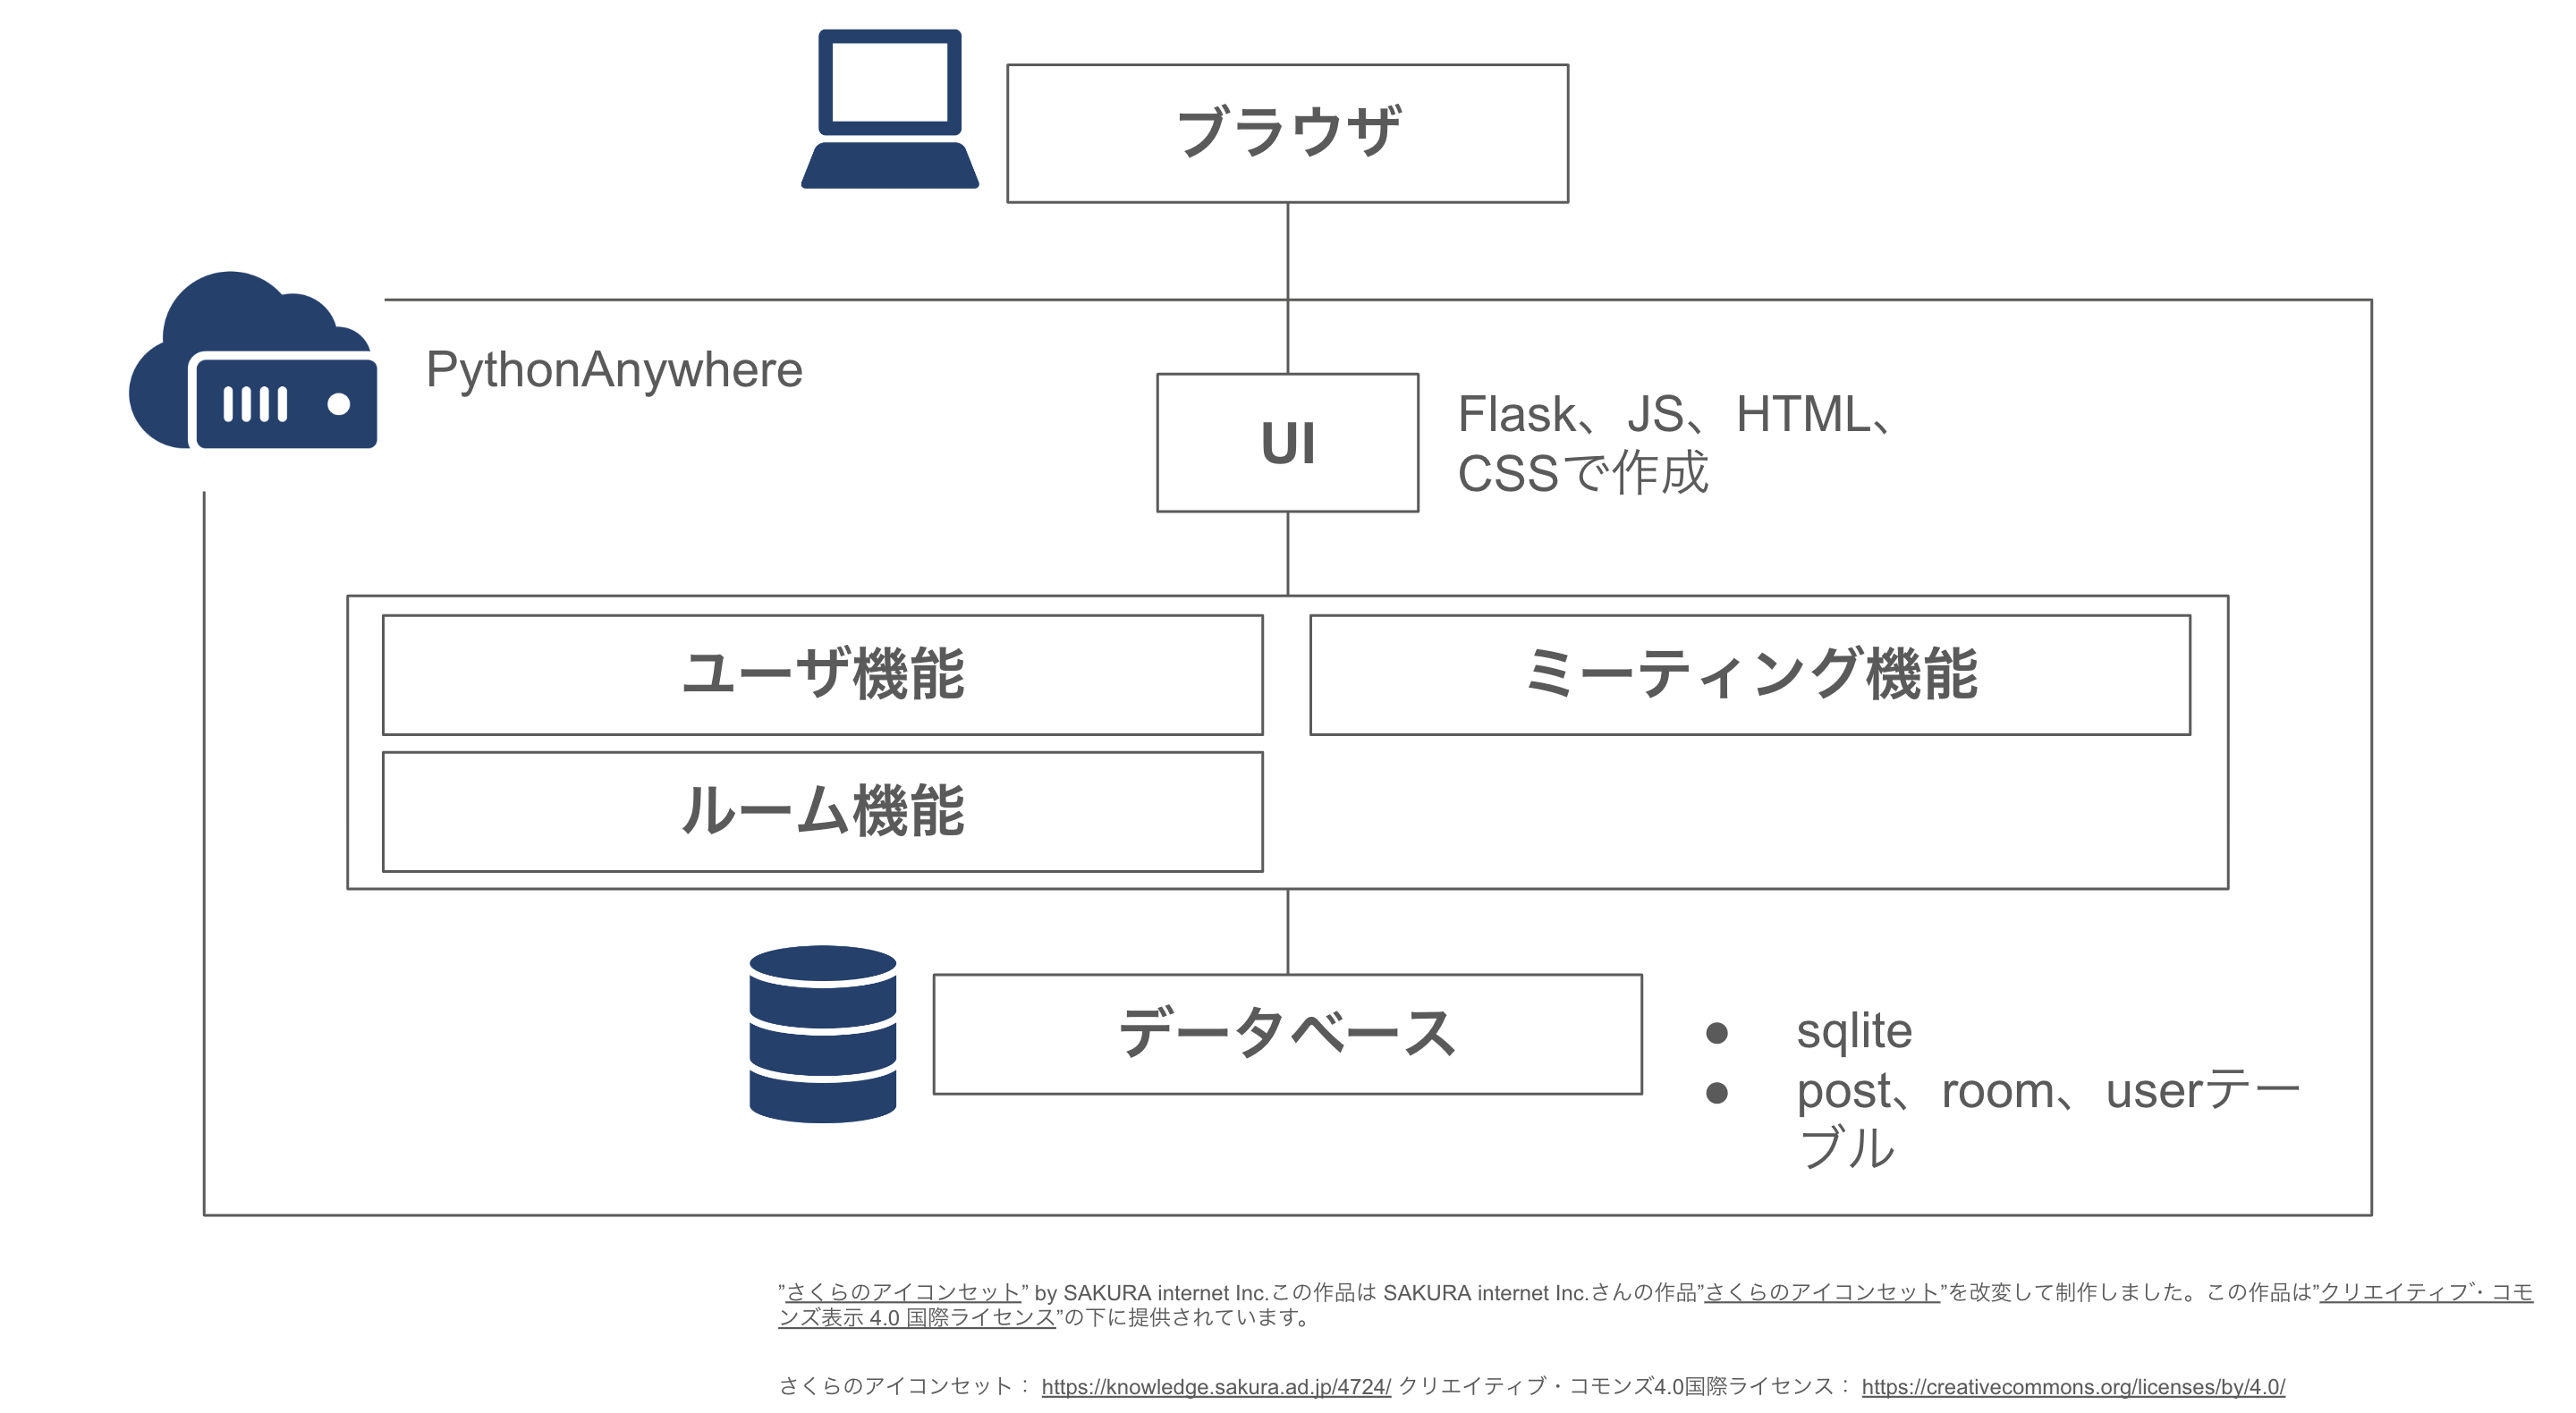 ブラウザ
PythonAnywhere
UI
Flask、JS、HTML、
CSSで作成
ユーザ機能
ミーティング機能
ルーム機能
データベース
● sqlite
● post、room、userテー
ブル
”さくらのアイコンセット” by SAKURA internet Inc.この作品は SAKURA internet Inc.さんの作品”さくらのアイコンセット”を改変して制作しました。この作品は”クリエイティブ・コモ
ンズ表示 4.0 国際ライセンス”の下に提供されています。
さくらのアイコンセット： https://knowledge.sakura.ad.jp/4724/ クリエイティブ・コモンズ4.0国際ライセンス： https://creativecommons.org/licenses/by/4.0/